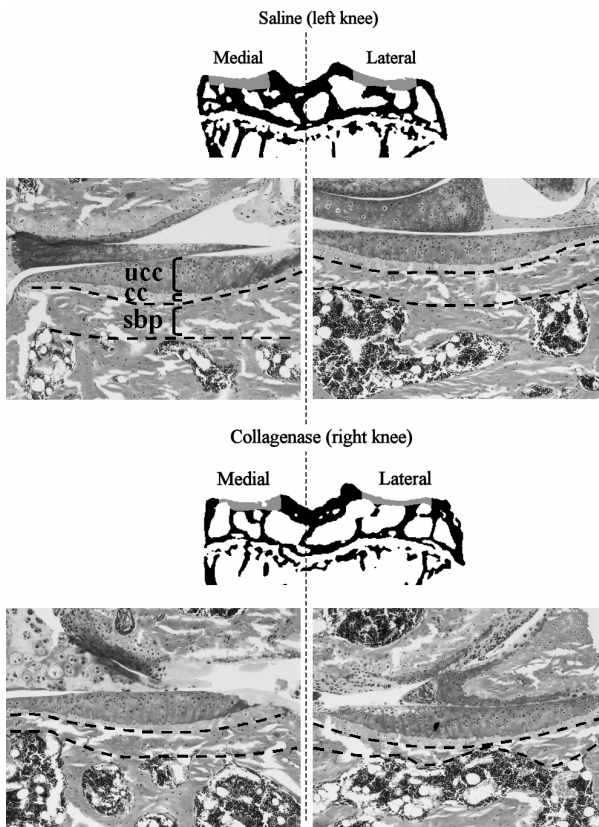 Saline (left knee)
Medial
Lateral
ucc
cc
sbp
Collagenase (right knee)
Medial
Lateral